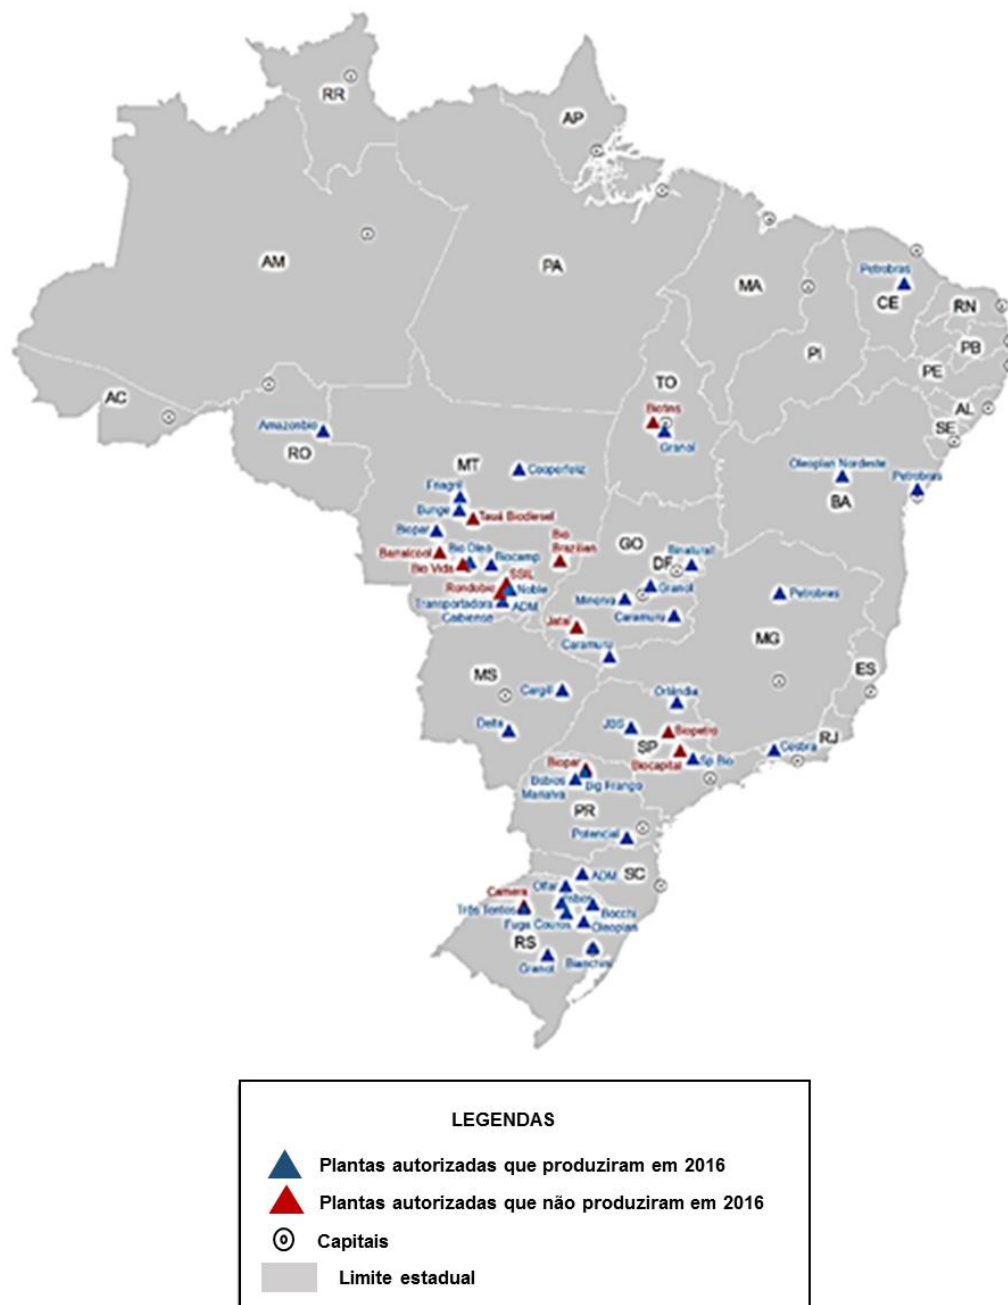 RR
AP
AM
PA
MA
Petrobras
CE
RN
PI
PB
PE
AC
TO
AL
SE
Biotins
Amazonbio
RO
Granol
MT
Cooperfeliz
Oleoplan Nordeste
Petrobras
BA
Fiagril
Bunge
Tauá Biodiesel
Biopar
Bio
Brazilian
Barralcool
Bio Óleo
Biocamp
Bio Vida
GO
Binatural
DF
SSIL
Rondobio
Noble
Transportadora
Caibiense
ADM
Granol
Minerva
Petrobras
Caramuru
Jataí
Caramuru
MG
MS
ES
Cargill
Orlândia
Delta
JBS
Biopetro
SP
RJ
Biocapital
Sp Bio
Cesbra
Biopar
Bsbios
Marialva
Big Frango
PR
Potencial
ADM
SC
Olfar
Camera
Bsbios
Três Tentos
Bocchi
Fuga Couros
Oleoplan
RS
Granol
Bianchini
LEGENDAS
Plantas autorizadas que produziram em 2016
Plantas autorizadas que não produziram em 2016
Capitais
Limite estadual